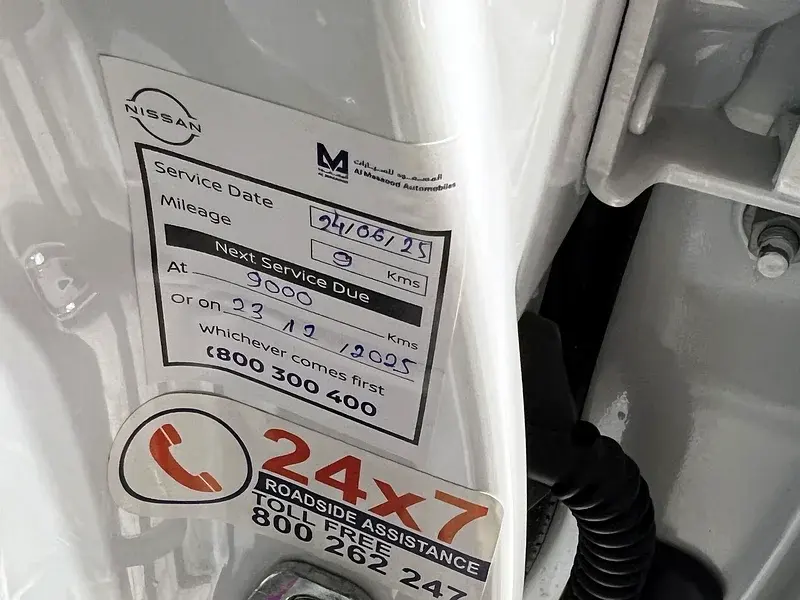 NISSAN
المسعود للسيارات
Al Masaood Automobiles
Service Date 24/06/25
Mileage 9 Kms
Next Service Due
At 9000 Kms
Or on 23 12 /2025
Whichever comes first
800 300 400
24x7
ROADSIDE ASSISTANCE
TOLL FREE
800 262 247